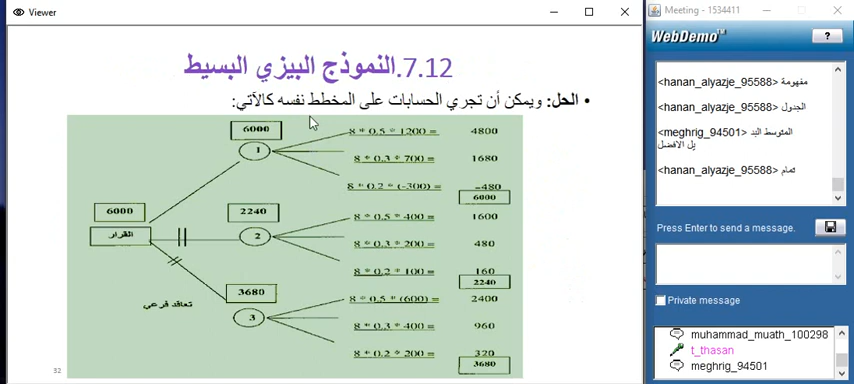 Viewer
Meeting - 1534411
WebDemo™
?
7.12.النموذج البيزي البسيط
• الحل: ويمكن أن تجري الحسابات على المخطط نفسه كالآتي:
6000
1
8 * 0.5 * 1200 = 4800
8 * 0.3 * 700 = 1680
8 * 0.2 * (-300) = -480
6000
6000
القرار
2240
2
8 * 0.5 * 400 = 1600
8 * 0.3 * 200 = 480
8 * 0.2 * 100 = 160
2240
3680
3
8 * 0.5 * (600) = 2400
8 * 0.3 * 400 = 960
8 * 0.2 * 200 = 320
3680
تعاقد فرعي
32
<hanan_alyazje_95588> مفهومة
<hanan_alyazje_95588> الجدول
<meghrig_94501> المتوسط البد
يل الافضل
<hanan_alyazje_95588> تمام
Press Enter to send a message.
Private message
muhammad_muath_100298
t_thasan
meghrig_94501